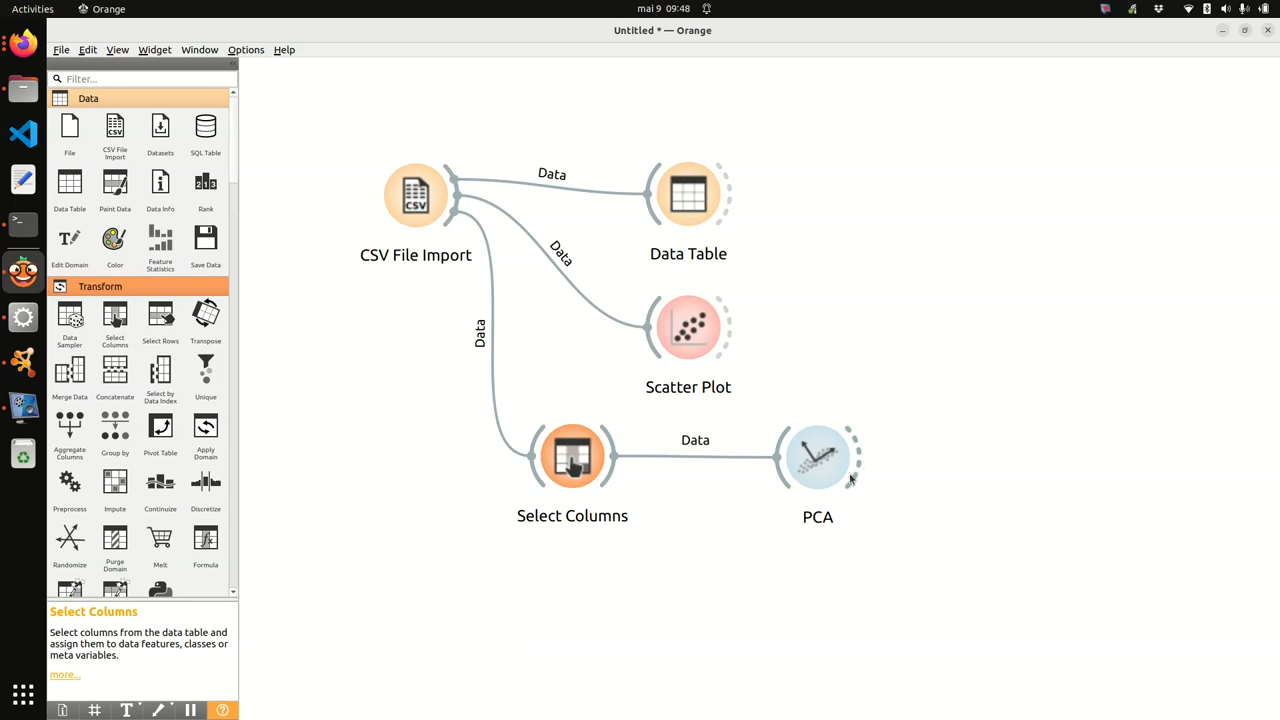 Activities Orange mai 9 09:48
Untitled * — Orange
File Edit View Widget Window Options Help
Filter...
Data
File CSV File Import Datasets SQL Table
Data Table Paint Data Data Info Rank
Edit Domain Color Feature Statistics Save Data
Transform
Data Sampler Select Columns Select Rows Transpose
Merge Data Concatenate Select by Data Index Unique
Aggregate Columns Group by Pivot Table Apply Domain
Preprocess Impute Continuize Discretize
Randomize Purge Domain Melt Formula
Select Columns
Select columns from the data table and
assign them to data features, classes or
meta variables.
more...
CSV File Import
Data
Data Table
Data
Scatter Plot
Data
Select Columns
Data
PCA